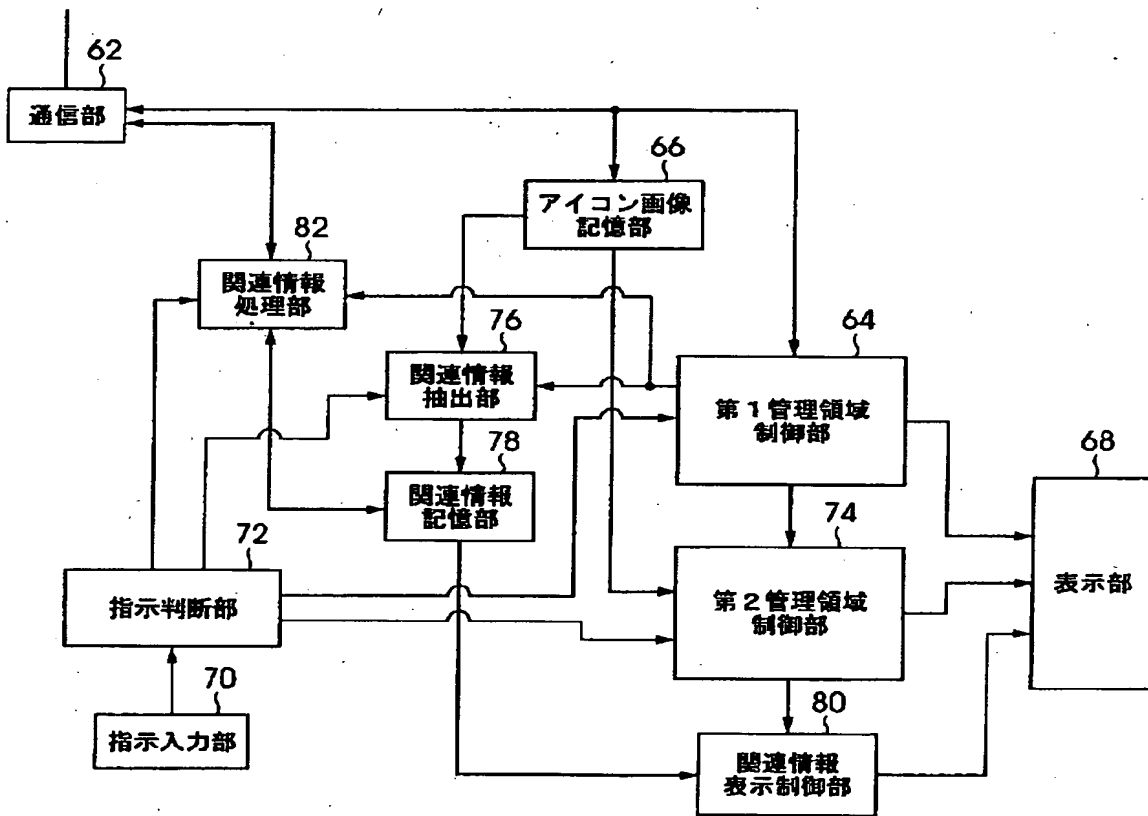 62
通信部
66
アイコン画像
記憶部
82
関連情報
処理部
76
関連情報
抽出部
64
第1管理領域
制御部
78
関連情報
記憶部
68
表示部
72
指示判断部
74
第2管理領域
制御部
70
指示入力部
80
関連情報
表示制御部